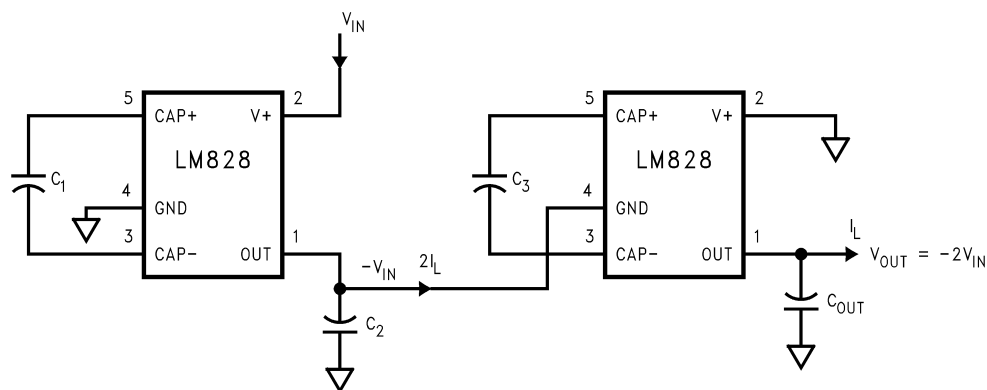 V_IN
5
CAP+
V+
2
LM828
C_1
4
GND
3
CAP-
OUT
1
-V_IN
2I_L
C_2
5
CAP+
V+
2
LM828
C_3
4
GND
3
CAP-
OUT
1
I_L
V_OUT = -2V_IN
C_OUT